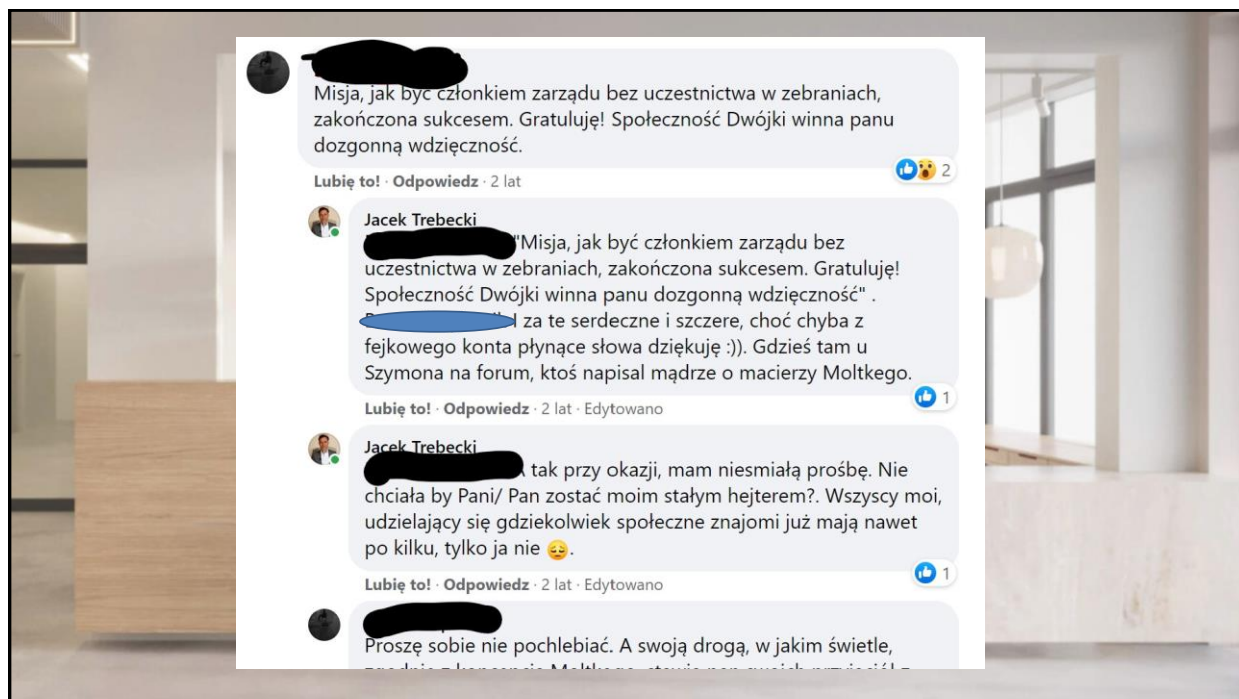 Misja, jak być członkiem zarządu bez uczestnictwa w zebraniach,
zakończona sukcesem. Gratuluję! Społeczność Dwójki winna panu
dozgonną wdzięczność.
2
Lubię to! · Odpowiedz · 2 lat
Jacek Trebecki
"Misja, jak być członkiem zarządu bez
uczestnictwa w zebraniach, zakończona sukcesem. Gratuluję!
Społeczność Dwójki winna panu dozgonną wdzięczność" .
za te serdeczne i szczere, choć chyba z
fejkowego konta płynące słowa dziękuję :)). Gdzieś tam u
Szymona na forum, ktoś napisal mądrze o macierzy Moltkego.
1
Lubię to! · Odpowiedz · 2 lat · Edytowano
Jacek Trebecki
tak przy okazji, mam niesmiałą prośbę. Nie
chciała by Pani/ Pan zostać moim stałym hejterem?. Wszyscy moi,
udzielający się gdziekolwiek społeczne znajomi już mają nawet
po kilku, tylko ja nie 😔.
1
Lubię to! · Odpowiedz · 2 lat · Edytowano
Proszę sobie nie pochlebiać. A swoją drogą, w jakim świetle,